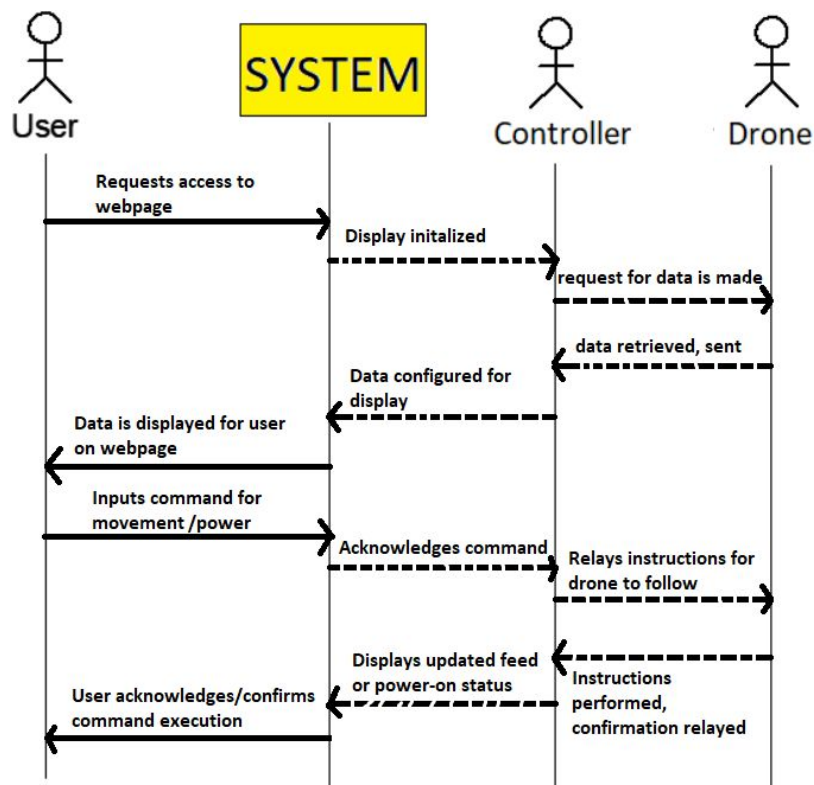 User
SYSTEM
Controller
Drone
Requests access to
webpage
Display initalized
request for data is made
data retrieved, sent
Data configured for
display
Data is displayed for user
on webpage
Inputs command for
movement /power
Acknowledges command
Relays instructions for
drone to follow
Displays updated feed
or power-on status
Instructions
performed,
confirmation relayed
User acknowledges/confirms
command execution